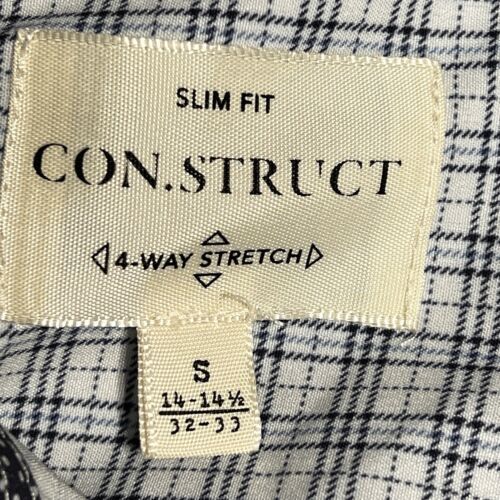 SLIM FIT
CON.STRUCT
4-WAY STRETCH
S
14-14½
32-33